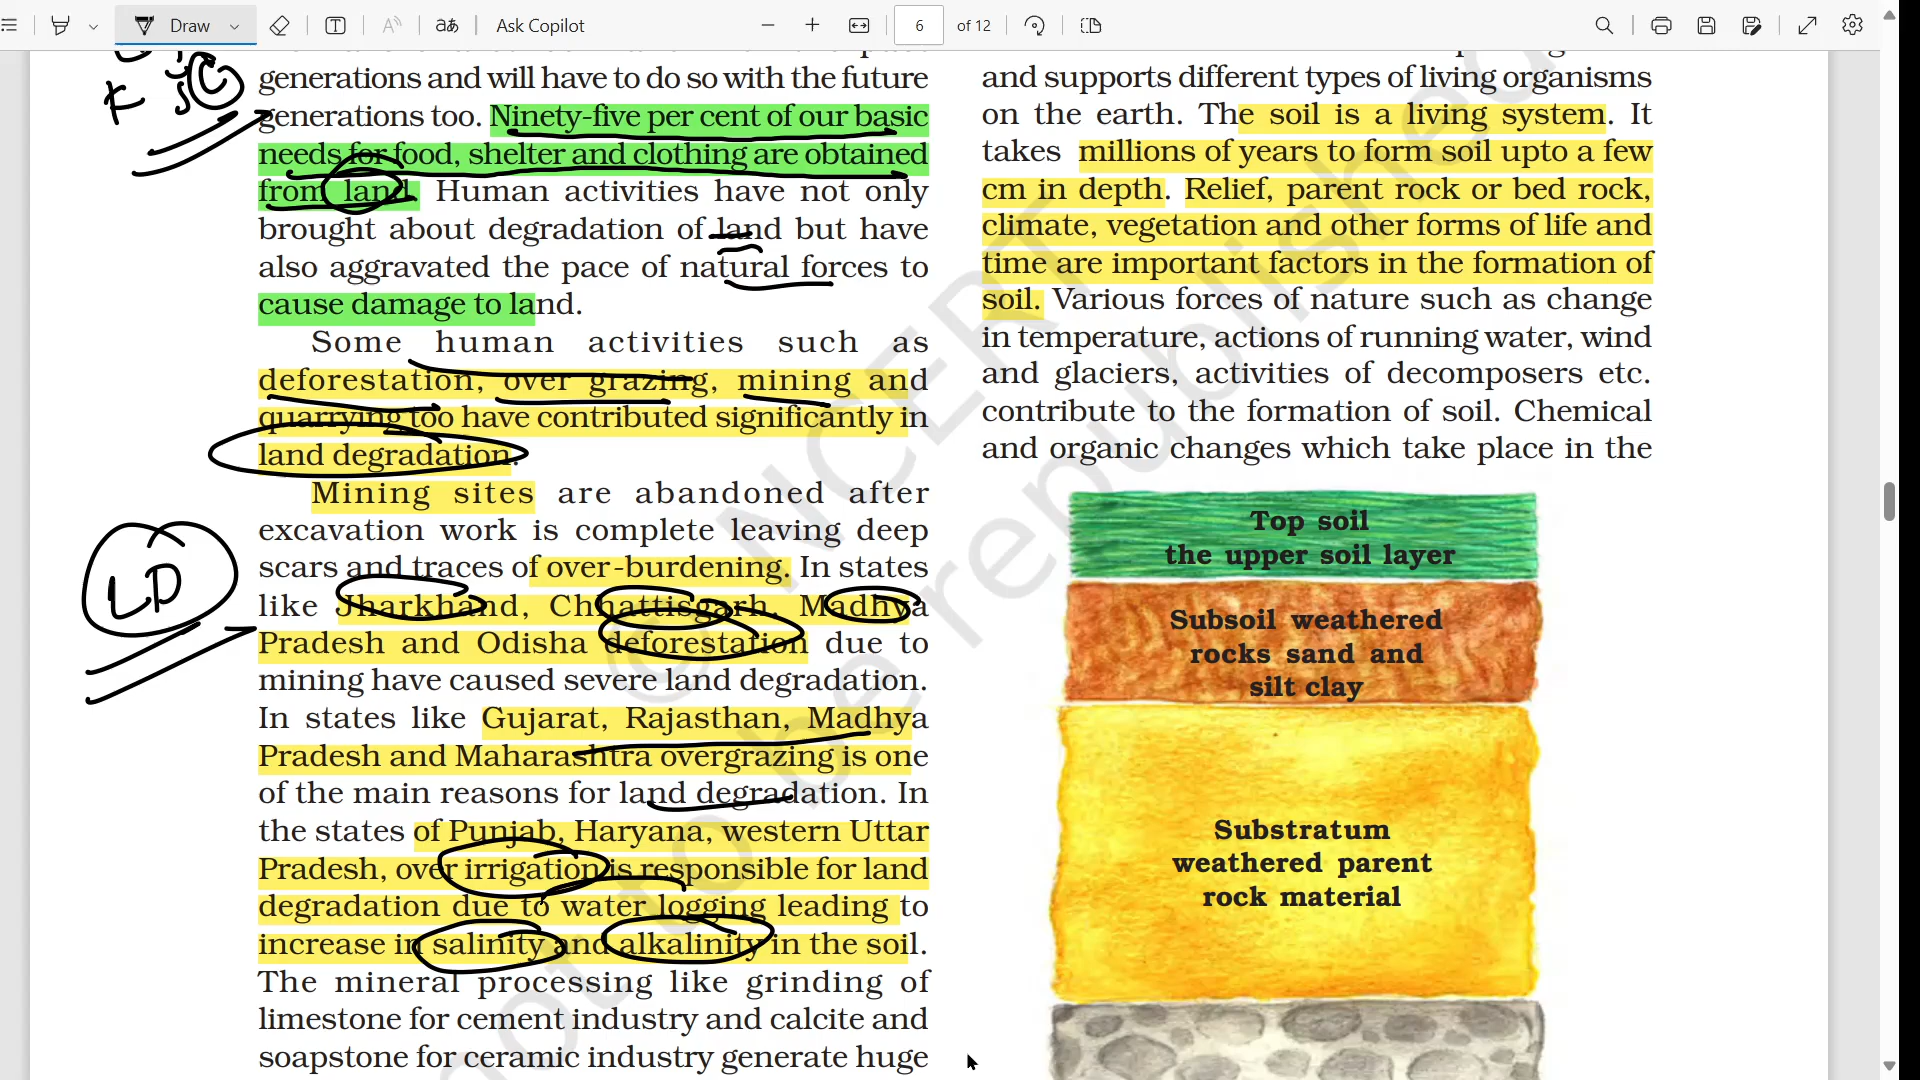 Draw
Ask Copilot
6
of 12
generations and will have to do so with the future
generations too. Ninety-five per cent of our basic
needs for food, shelter and clothing are obtained
from land. Human activities have not only
brought about degradation of land but have
also aggravated the pace of natural forces to
cause damage to land.
Some human activities such as
deforestation, over grazing, mining and
quarrying too have contributed significantly in
land degradation.
Mining sites are abandoned after
excavation work is complete leaving deep
scars and traces of over-burdening. In states
like Jharkhand, Chhattisgarh, Madhya
Pradesh and Odisha deforestation due to
mining have caused severe land degradation.
In states like Gujarat, Rajasthan, Madhya
Pradesh and Maharashtra overgrazing is one
of the main reasons for land degradation. In
the states of Punjab, Haryana, western Uttar
Pradesh, over irrigation is responsible for land
degradation due to water logging leading to
increase in salinity and alkalinity in the soil.
The mineral processing like grinding of
limestone for cement industry and calcite and
soapstone for ceramic industry generate huge
LD
and supports different types of living organisms
on the earth. The soil is a living system. It
takes millions of years to form soil upto a few
cm in depth. Relief, parent rock or bed rock,
climate, vegetation and other forms of life and
time are important factors in the formation of
soil. Various forces of nature such as change
in temperature, actions of running water, wind
and glaciers, activities of decomposers etc.
contribute to the formation of soil. Chemical
and organic changes which take place in the
Top soil
the upper soil layer
Subsoil weathered
rocks sand and
silt clay
Substratum
weathered parent
rock material
© NCERT
not to be republished